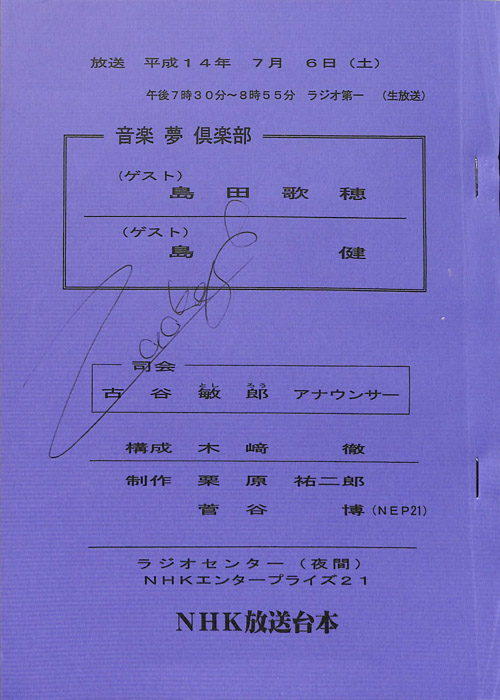 放送 平成14年 7月 6日(土)
午後7時30分〜8時55分 ラジオ第一 (生放送)
音楽 夢 倶楽部
(ゲスト)
島田歌穂
(ゲスト)
島 健
司会
とし ろう
古谷 敏郎 アナウンサー
構成 木﨑 徹
制作 栗原 祐二郎
菅谷 博(NEP21)
ラジオセンター(夜間)
NHKエンタープライズ21
NHK放送台本